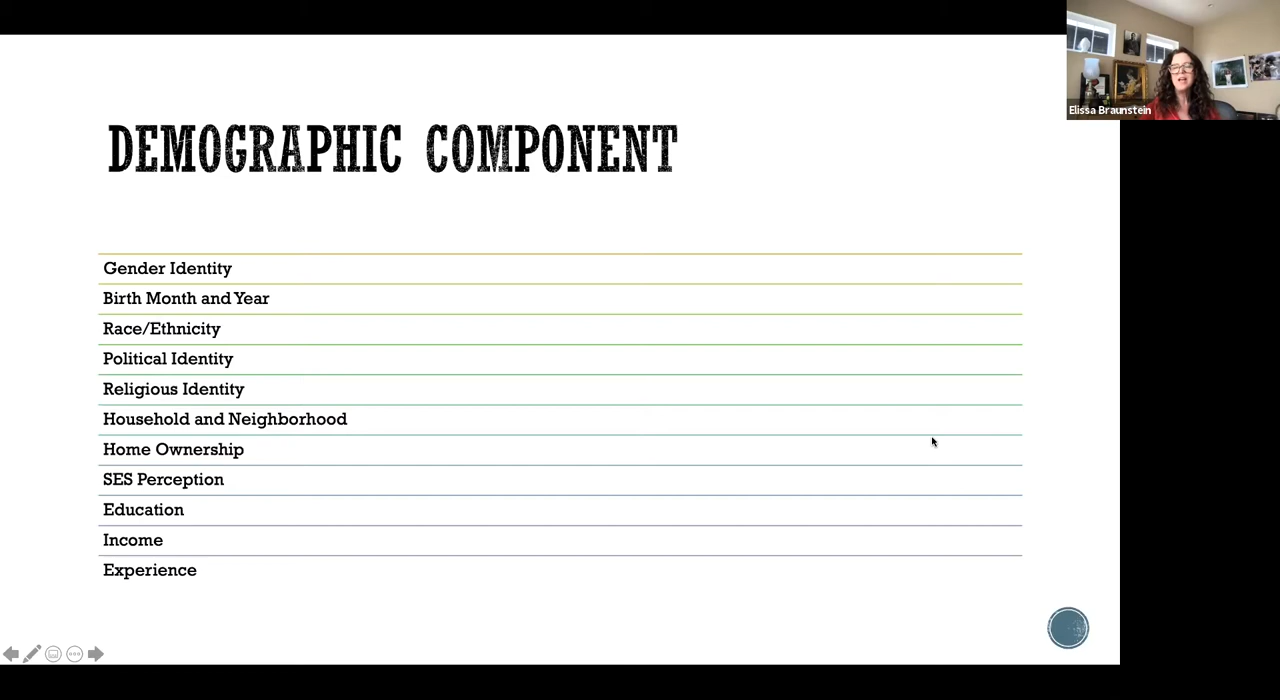 Elissa Braunstein
DEMOGRAPHIC COMPONENT
Gender Identity
Birth Month and Year
Race/Ethnicity
Political Identity
Religious Identity
Household and Neighborhood
Home Ownership
SES Perception
Education
Income
Experience